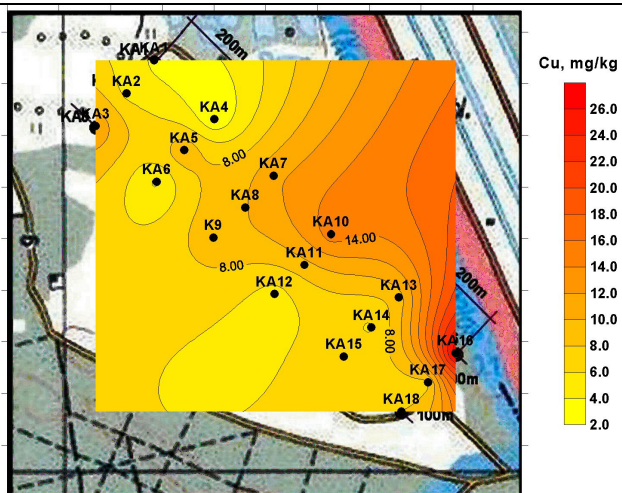 Cu, mg/kg
26.0
24.0
22.0
20.0
18.0
16.0
14.0
12.0
10.0
8.0
6.0
4.0
2.0
200m
KA1
KA2
KA3
KA4
KA5
8.00
KA6
KA7
KA8
K9
KA10
14.00
KA11
8.00
KA12
200m
KA13
KA14
8.00
KA15
KA16
KA17
KA18
100m